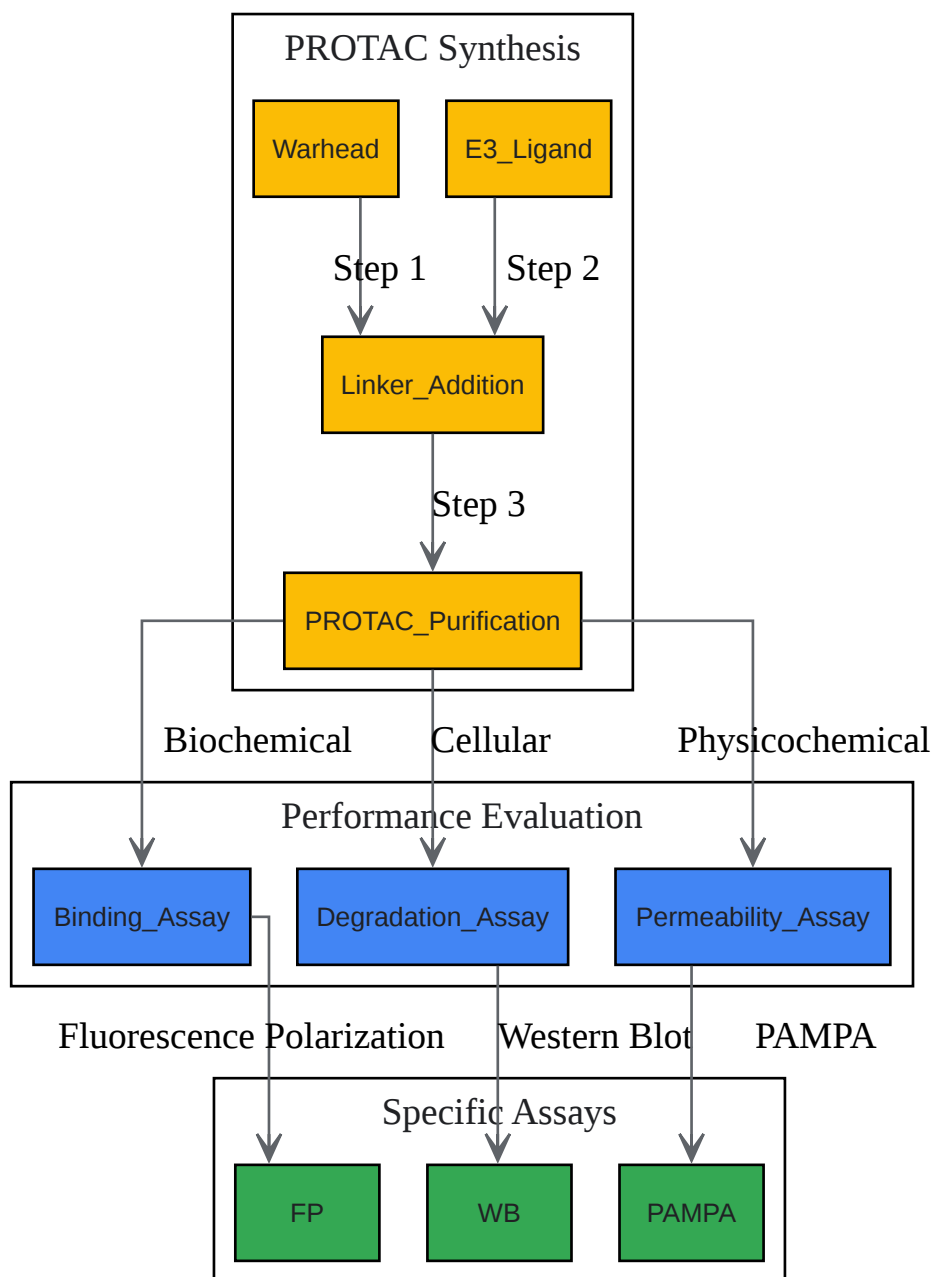 PROTAC Synthesis
Warhead
E3_Ligand
Step 1
Step 2
Linker_Addition
Step 3
PROTAC_Purification
Biochemical
Cellular
Physicochemical
Performance Evaluation
Binding_Assay
Degradation_Assay
Permeability_Assay
Fluorescence Polarization
Western Blot
PAMPA
Specific Assays
FP
WB
PAMPA